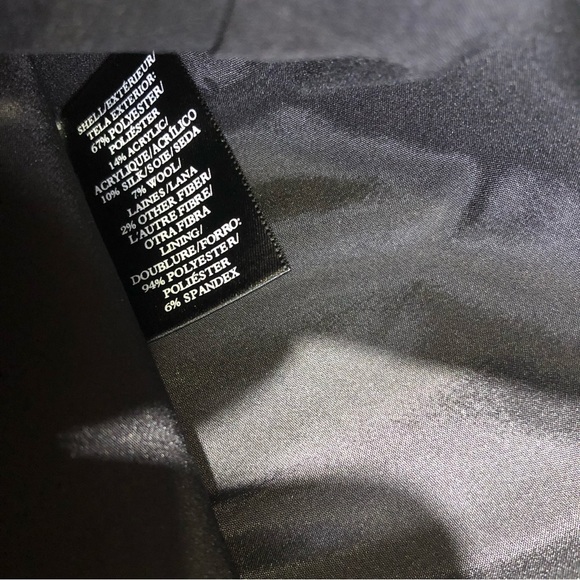 SHELL/EXTÉRIEUR/
TELA EXTERIOR:
67% POLYESTER/
POLIÉSTER
14% ACRYLIC/
ACRYLIQUE/ACRÍLICO
10% SILK/SOIE/SEDA
7% WOOL/
LAINES/LANA
2% OTHER FIBER/
L'AUTRE FIBRE/
OTRA FIBRA
LINING/
DOUBLURE/FORRO:
94% POLYESTER/
POLIÉSTER
6% SPANDEX